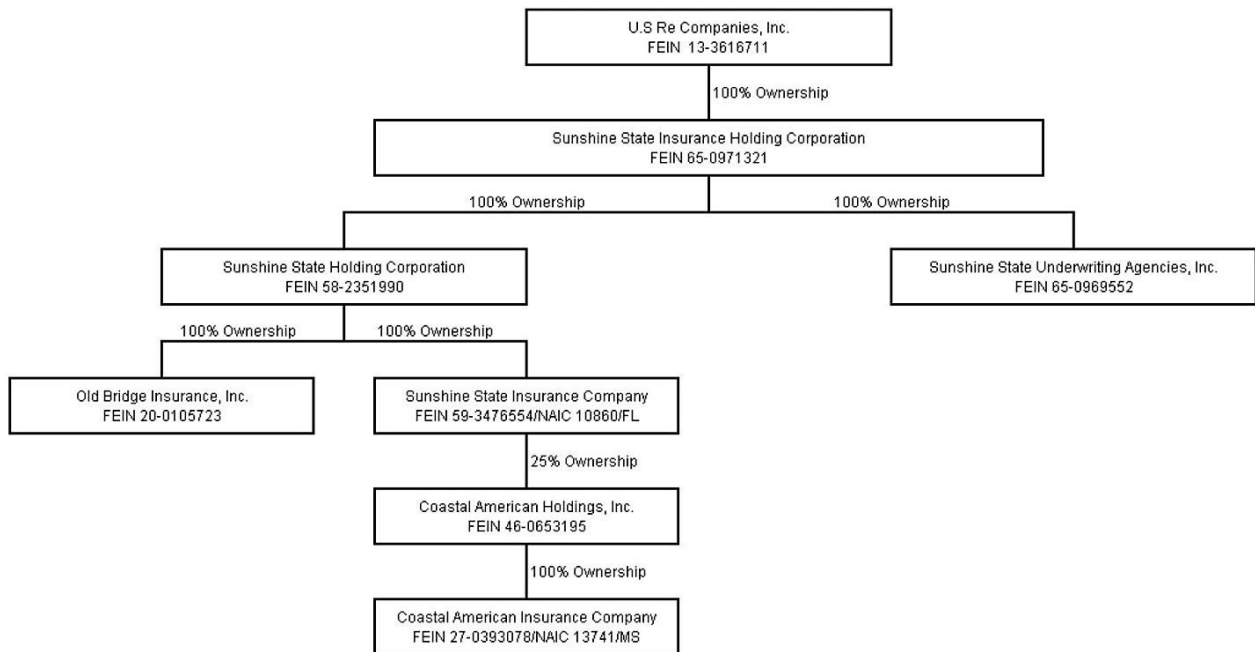 U.S Re Companies, Inc.
FEIN 13-3616711
100% Ownership
Sunshine State Insurance Holding Corporation
FEIN 65-0971321
100% Ownership
100% Ownership
Sunshine State Holding Corporation
FEIN 58-2351990
Sunshine State Underwriting Agencies, Inc.
FEIN 65-0969552
100% Ownership
100% Ownership
Old Bridge Insurance, Inc.
FEIN 20-0105723
Sunshine State Insurance Company
FEIN 59-3476554/NAIC 10860/FL
25% Ownership
Coastal American Holdings, Inc.
FEIN 46-0653195
100% Ownership
Coastal American Insurance Company
FEIN 27-0393078/NAIC 13741/MS